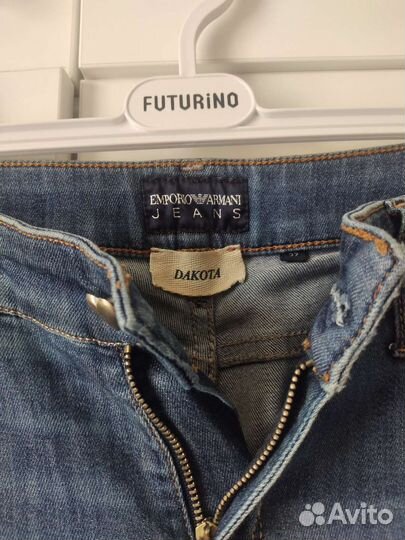 FUTURINO
EMPORIO ARMANI
JEANS
DAKOTA
Avito